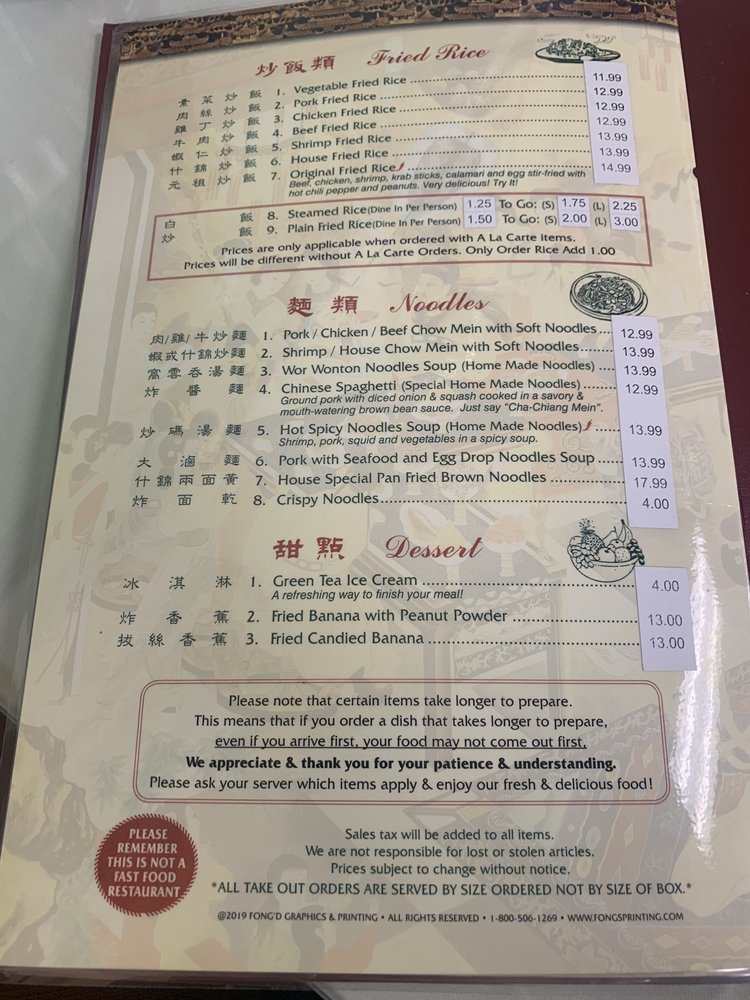 炒飯類 Fried Rice
素菜炒飯 1. Vegetable Fried Rice 11.99
肉絲炒飯 2. Pork Fried Rice 12.99
雞丁炒飯 3. Chicken Fried Rice 12.99
牛肉炒飯 4. Beef Fried Rice 12.99
蝦仁炒飯 5. Shrimp Fried Rice 13.99
什錦炒飯 6. House Fried Rice 13.99
元祖炒飯 7. Original Fried Rice 14.99
Beef, chicken, shrimp, krab sticks, calamari and egg stir-fried with
hot chili pepper and peanuts. Very delicious! Try It!
白飯 8. Steamed Rice(Dine In Per Person) 1.25 To Go: (S) 1.75 (L) 2.25
炒飯 9. Plain Fried Rice(Dine In Per Person) 1.50 To Go: (S) 2.00 (L) 3.00
Prices are only applicable when ordered with A La Carte items.
Prices will be different without A La Carte Orders. Only Order Rice Add 1.00
麵類 Noodles
肉/雞/牛炒麵 1. Pork / Chicken / Beef Chow Mein with Soft Noodles.... 12.99
蝦或什錦炒麵 2. Shrimp / House Chow Mein with Soft Noodles..... 13.99
窩雲吞湯麵 3. Wor Wonton Noodles Soup (Home Made Noodles) .... 13.99
炸醬麵 4. Chinese Spaghetti (Special Home Made Noodles) ....... 12.99
Ground pork with diced onion & squash cooked in a savory &
mouth-watering brown bean sauce. Just say "Cha-Chiang Mein".
炒碼湯麵 5. Hot Spicy Noodles Soup (Home Made Noodles) ...... 13.99
Shrimp, pork, squid and vegetables in a spicy soup.
大滷麵 6. Pork with Seafood and Egg Drop Noodles Soup ...... 13.99
什錦兩面黃 7. House Special Pan Fried Brown Noodles .............. 17.99
炸面乾 8. Crispy Noodles............ 4.00
甜點 Dessert
冰淇淋 1. Green Tea Ice Cream ............ 4.00
A refreshing way to finish your meal!
炸香蕉 2. Fried Banana with Peanut Powder ............ 13.00
拔絲香蕉 3. Fried Candied Banana ............ 13.00
Please note that certain items take longer to prepare.
This means that if you order a dish that takes longer to prepare,
even if you arrive first, your food may not come out first,
We appreciate & thank you for your patience & understanding.
Please ask your server which items apply & enjoy our fresh & delicious food!
PLEASE
REMEMBER
THIS IS NOT A
FAST FOOD
RESTAURANT
Sales tax will be added to all items.
We are not responsible for lost or stolen articles.
Prices subject to change without notice.
*ALL TAKE OUT ORDERS ARE SERVED BY SIZE ORDERED NOT BY SIZE OF BOX.*
@2019 FONG'D GRAPHICS & PRINTING • ALL RIGHTS RESERVED • 1-800-506-1269 • WWW.FONGSPRINTING.COM